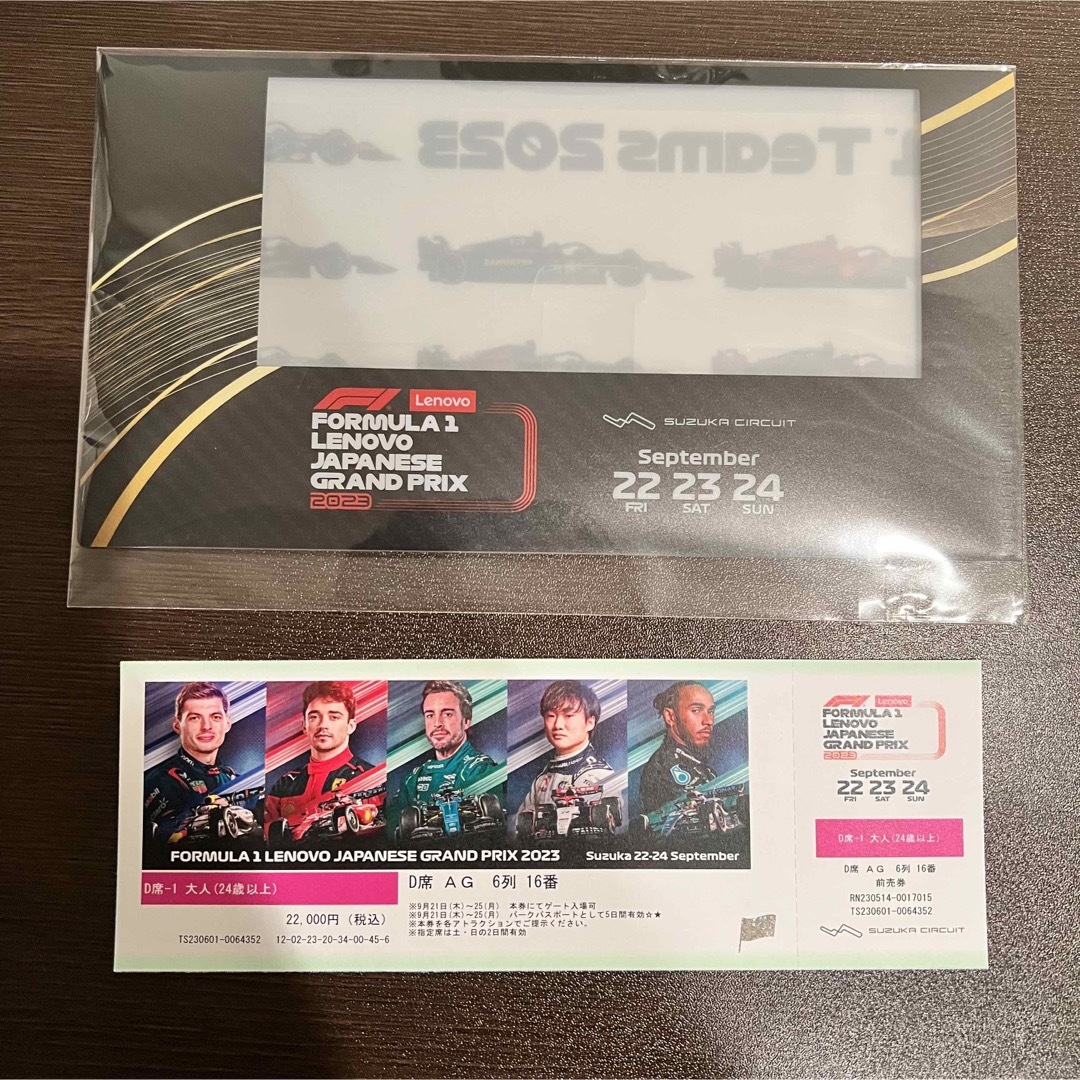 1 Teams 2023
F1 Lenovo
FORMULA 1
LENOVO
JAPANESE
GRAND PRIX
2023
SUZUKA CIRCUIT
September
22 23 24
FRI SAT SUN
FORMULA 1 LENOVO JAPANESE GRAND PRIX 2023 Suzuka 22-24 September
D席-1 大人(24歳以上)
22,000円 (税込)
TS230601-0064352 12-02-23-20-34-00-45-6
D席 AG 6列 16番
※9月21日(木)~25(月) 本券にてゲート入場可
※9月21日(木)~25(月) パークパスポートとして5日間有効☆★
※本券を各アトラクションでご提示ください。
※指定席は土・日の2日間有効
F1 Lenovo
FORMULA 1
LENOVO
JAPANESE
GRAND PRIX
2023
September
22 23 24
FRI SAT SUN
D席-1 大人(24歳以上)
D席 AG 6列 16番
前売券
RN230514-0017015
TS230601-0064352
SUZUKA CIRCUIT